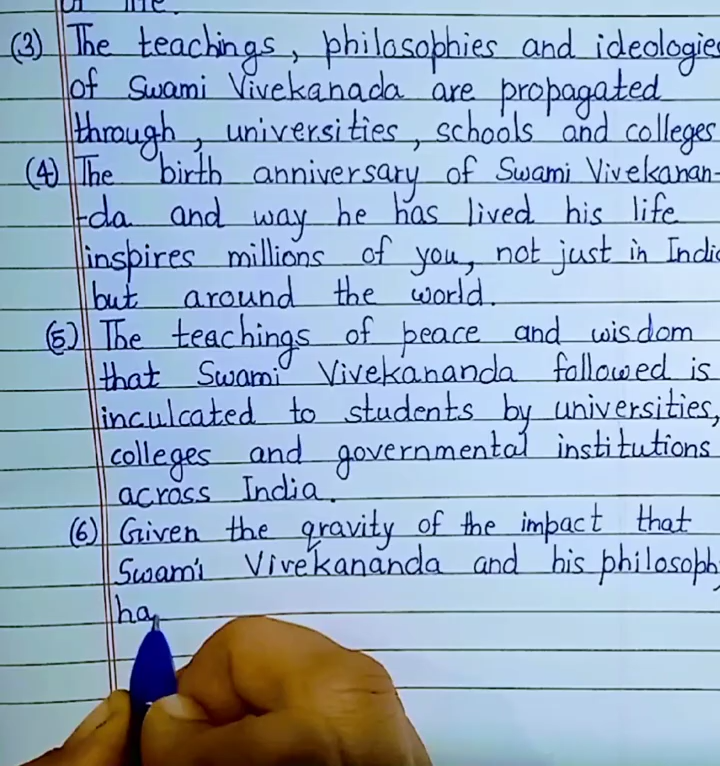 of life.
(3) The teachings, philosophies and ideologies
of Swami Vivekanada are propagated
through, universities, schools and colleges
(4) The birth anniversary of Swami Vivekanan-
-da and way he has lived his life
inspires millions of you, not just in India
but around the world.
(5) The teachings of peace and wisdom
that Swami Vivekananda followed is
inculcated to students by universities,
colleges and governmental institutions
across India.
(6) Given the gravity of the impact that
Swami Vivekananda and his philosophy
ha